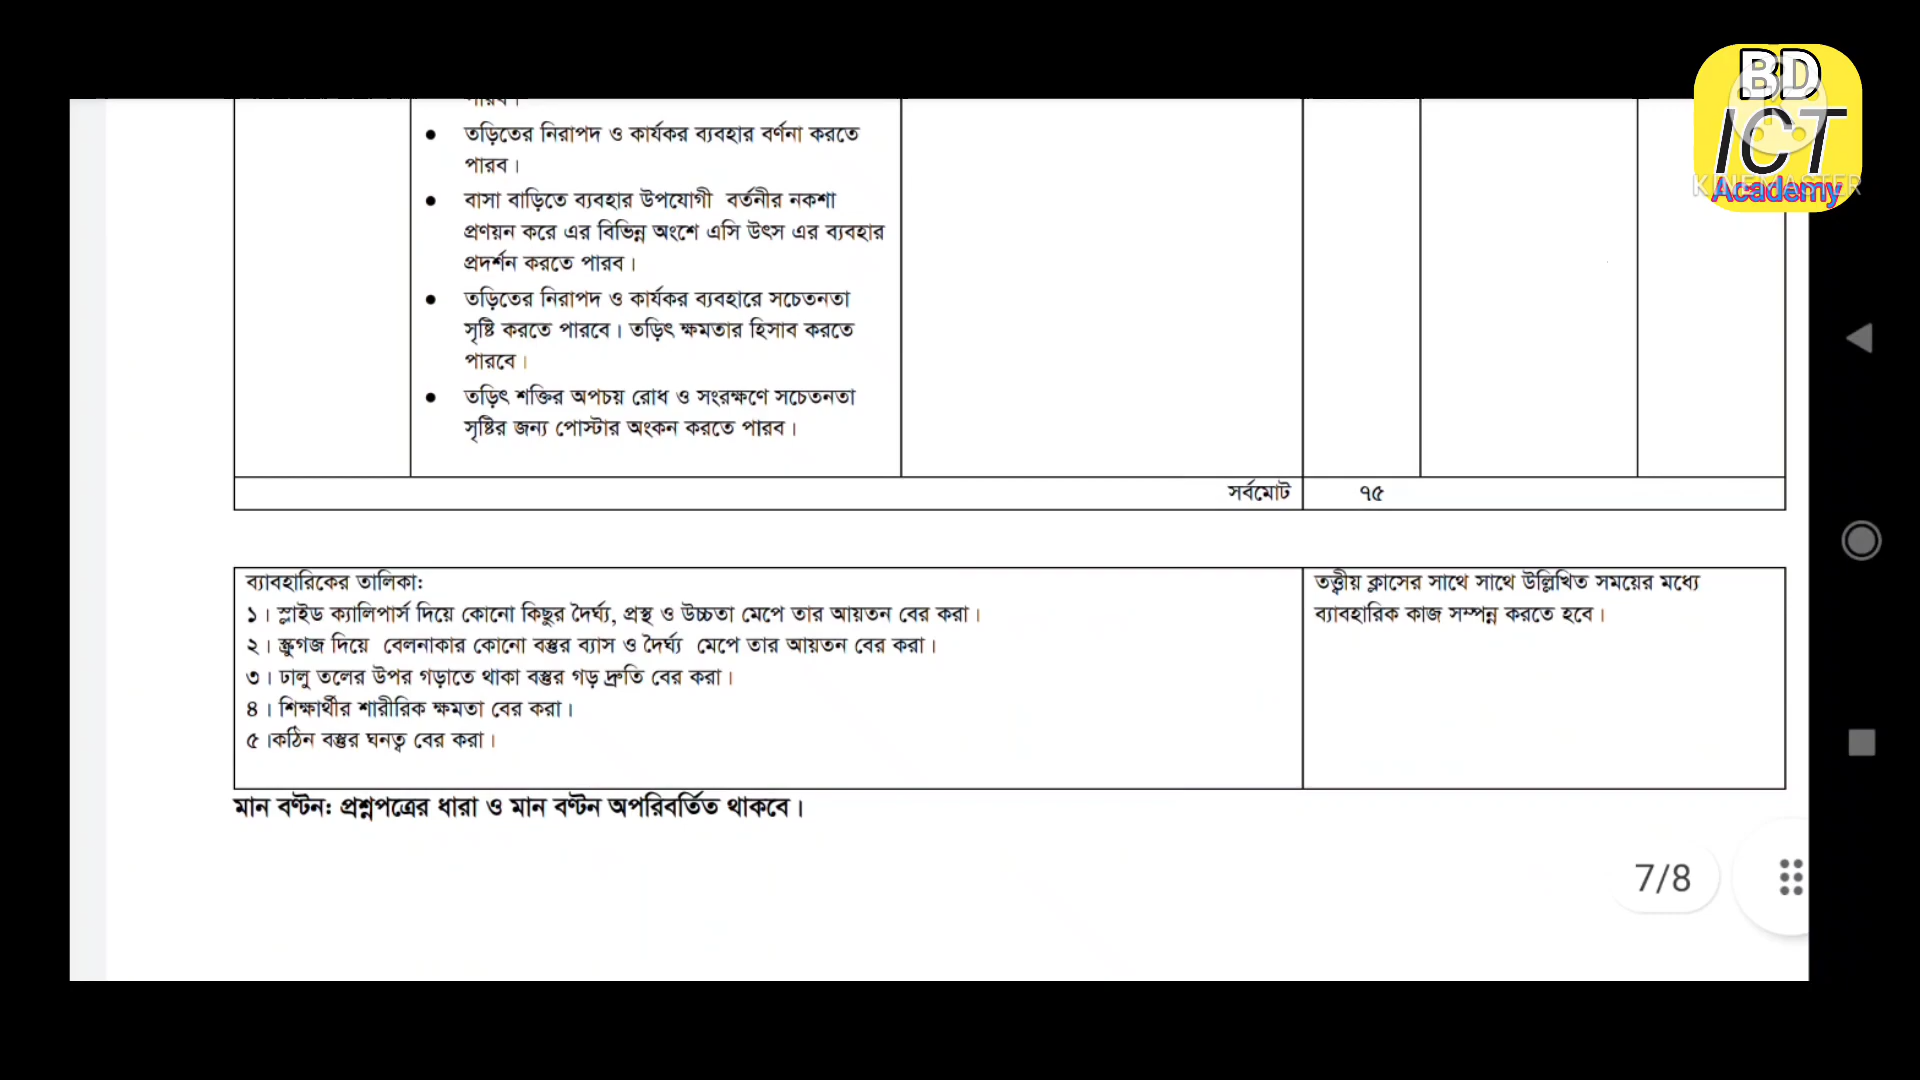 পারব।
● তড়িতের নিরাপদ ও কার্যকর ব্যবহার বর্ণনা করতে
পারব।
● বাসা বাড়িতে ব্যবহার উপযোগী বর্তনীর নকশা
প্রণয়ন করে এর বিভিন্ন অংশে এসি উৎস এর ব্যবহার
প্রদর্শন করতে পারব।
● তড়িতের নিরাপদ ও কার্যকর ব্যবহারে সচেতনতা
সৃষ্টি করতে পারবে। তড়িৎ ক্ষমতার হিসাব করতে
পারবে।
● তড়িৎ শক্তির অপচয় রোধ ও সংরক্ষণে সচেতনতা
সৃষ্টির জন্য পোস্টার অংকন করতে পারব।
সর্বমোট ৭৫
ব্যাবহারিকের তালিকা:
১। স্লাইড ক্যালিপার্স দিয়ে কোনো কিছুর দৈর্ঘ্য, প্রস্থ ও উচ্চতা মেপে তার আয়তন বের করা।
২। স্ক্রুগজ দিয়ে বেলনাকার কোনো বস্তুর ব্যাস ও দৈর্ঘ্য মেপে তার আয়তন বের করা।
৩। ঢালু তলের উপর গড়াতে থাকা বস্তুর গড় দ্রুতি বের করা।
৪। শিক্ষার্থীর শারীরিক ক্ষমতা বের করা।
৫।কঠিন বস্তুর ঘনত্ব বের করা।
তত্ত্বীয় ক্লাসের সাথে সাথে উল্লিখিত সময়ের মধ্যে
ব্যাবহারিক কাজ সম্পন্ন করতে হবে।
মান বণ্টন: প্রশ্নপত্রের ধারা ও মান বণ্টন অপরিবর্তিত থাকবে।
7/8
BD
ICT
Academy
KINEMASTER